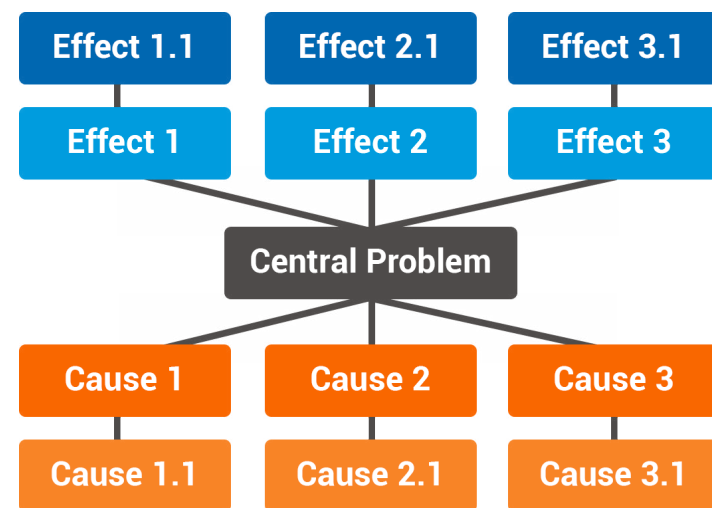 Effect 1.1 Effect 2.1 Effect 3.1
Effect 1 Effect 2 Effect 3
Central Problem
Cause 1 Cause 2 Cause 3
Cause 1.1 Cause 2.1 Cause 3.1